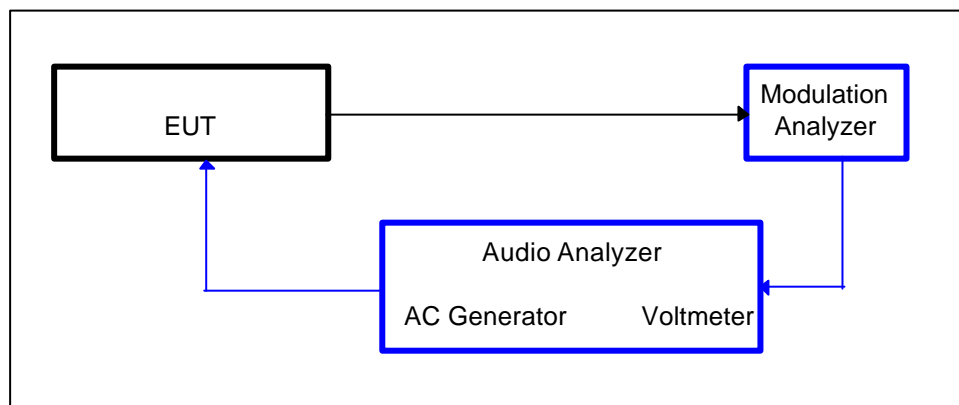 EUT
Modulation
Analyzer
Audio Analyzer
AC Generator
Voltmeter